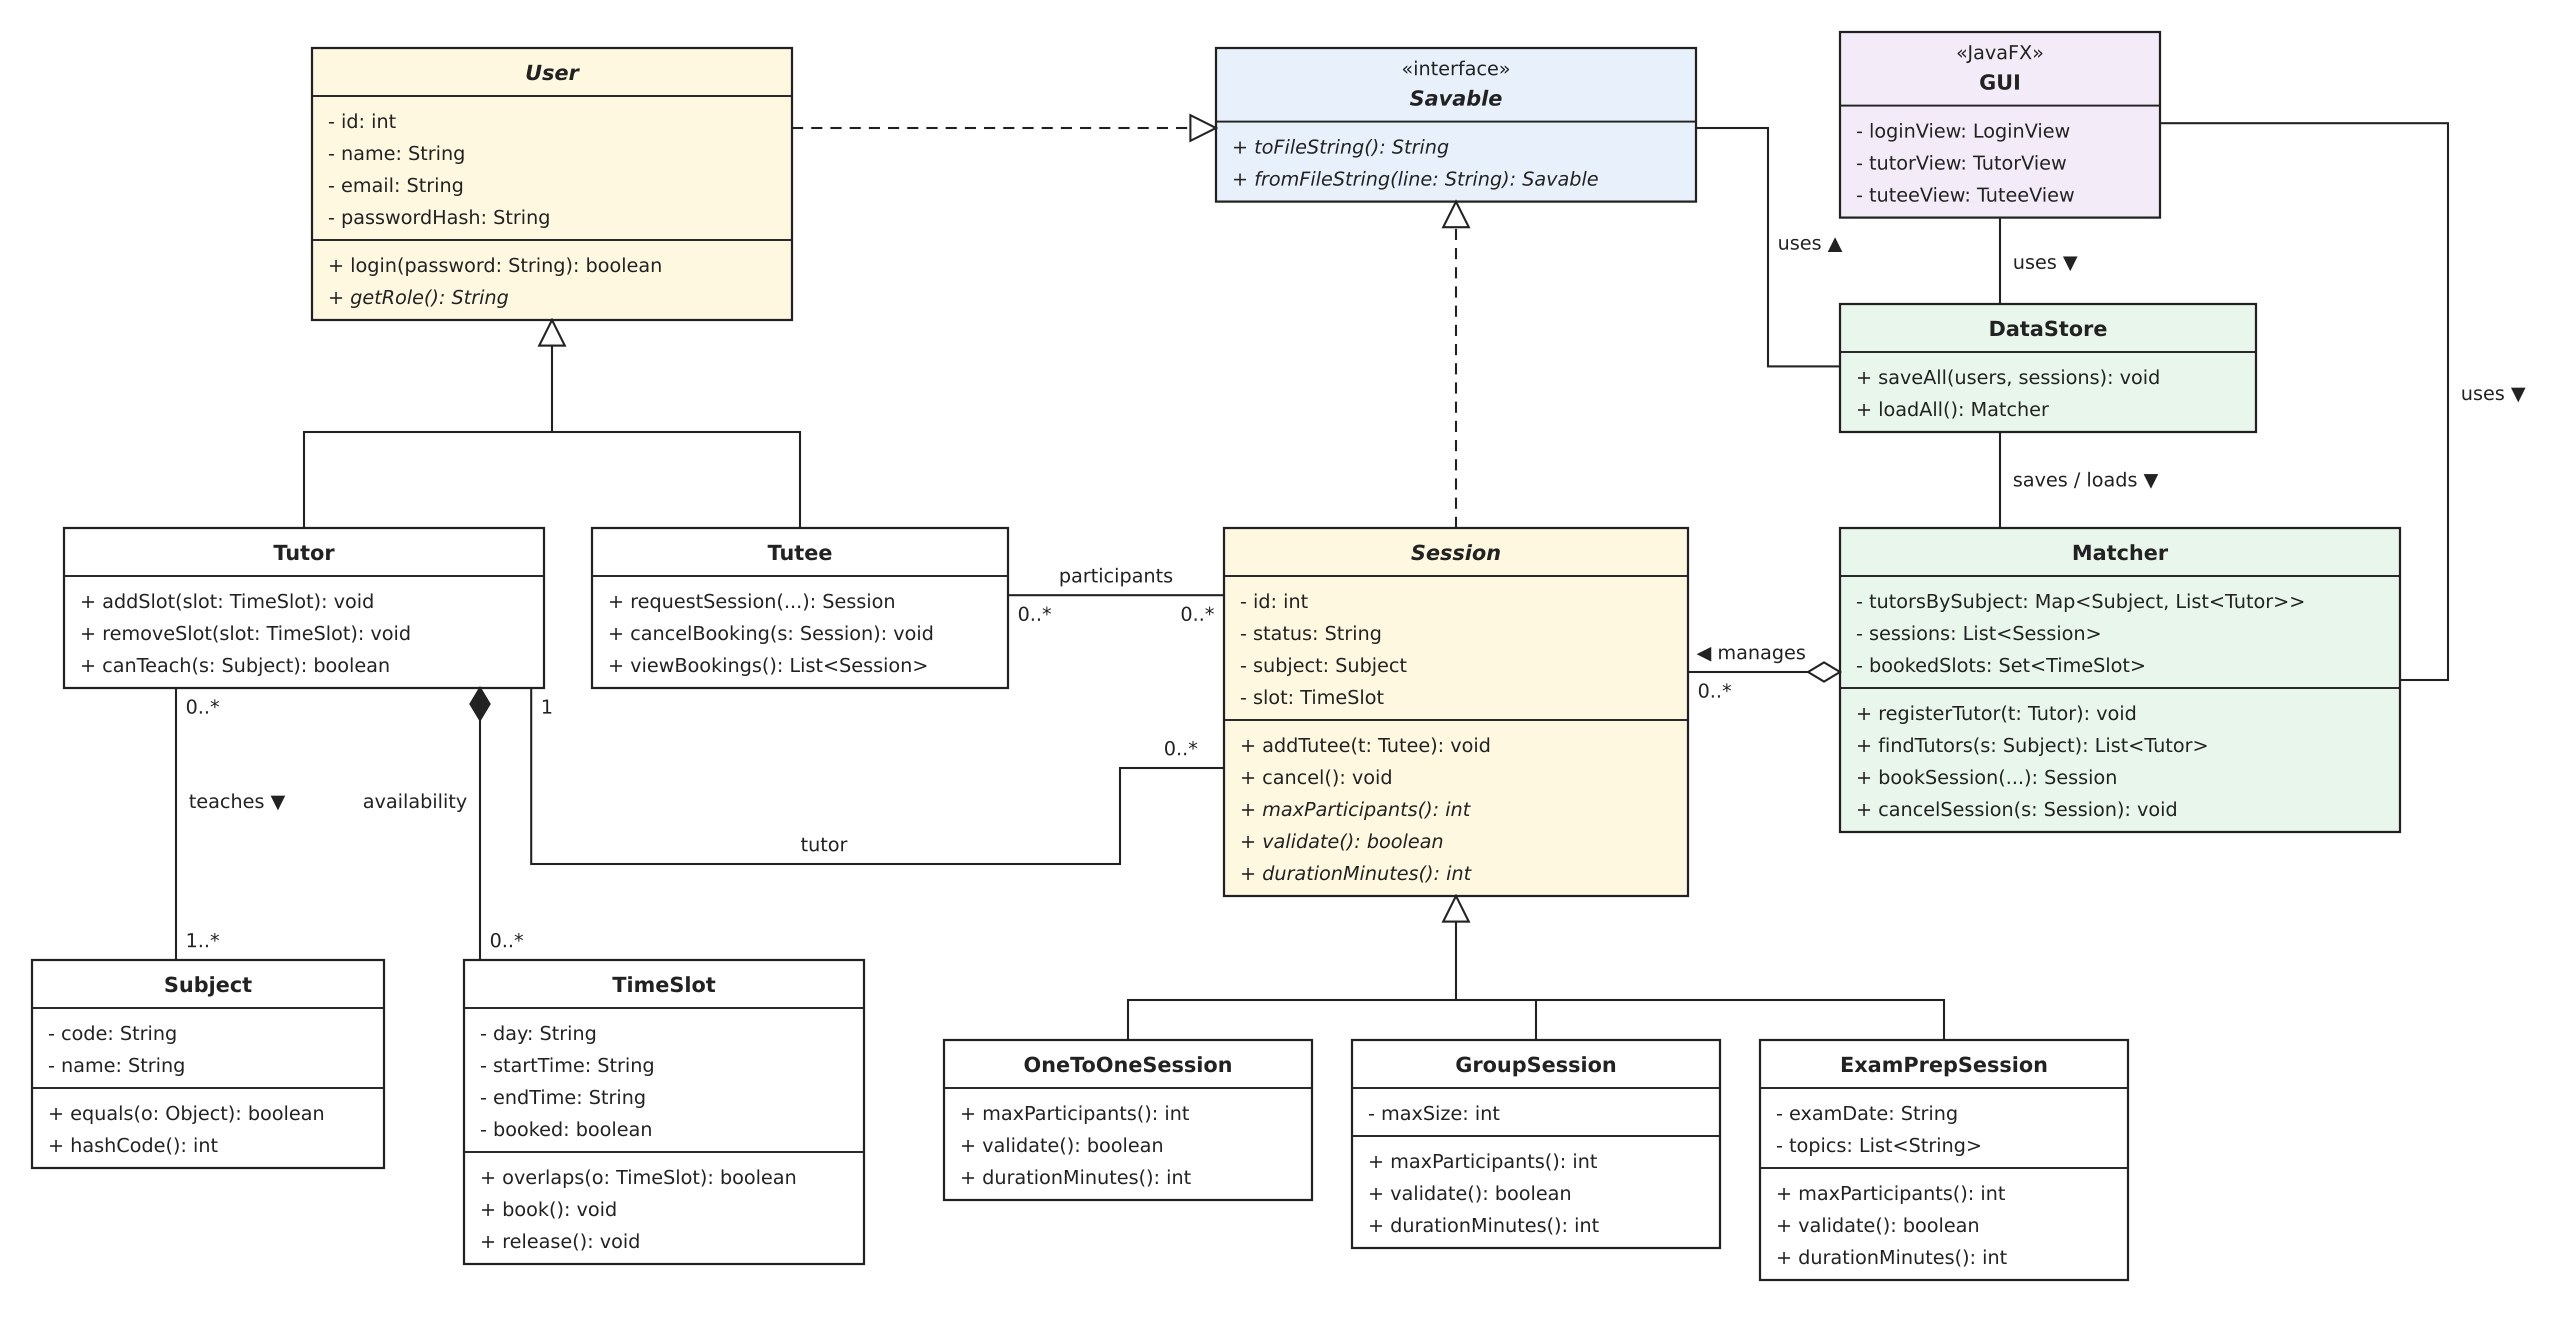 User
- id: int
- name: String
- email: String
- passwordHash: String
+ login(password: String): boolean
+ getRole(): String
«interface»
Savable
+ toFileString(): String
+ fromFileString(line: String): Savable
«JavaFX»
GUI
- loginView: LoginView
- tutorView: TutorView
- tuteeView: TuteeView
uses ▲
uses ▼
DataStore
+ saveAll(users, sessions): void
+ loadAll(): Matcher
uses ▼
saves / loads ▼
Tutor
+ addSlot(slot: TimeSlot): void
+ removeSlot(slot: TimeSlot): void
+ canTeach(s: Subject): boolean
Tutee
+ requestSession(...): Session
+ cancelBooking(s: Session): void
+ viewBookings(): List<Session>
participants
0..*
0..*
Session
- id: int
- status: String
- subject: Subject
- slot: TimeSlot
+ addTutee(t: Tutee): void
+ cancel(): void
+ maxParticipants(): int
+ validate(): boolean
+ durationMinutes(): int
◀ manages
0..*
Matcher
- tutorsBySubject: Map<Subject, List<Tutor>>
- sessions: List<Session>
- bookedSlots: Set<TimeSlot>
+ registerTutor(t: Tutor): void
+ findTutors(s: Subject): List<Tutor>
+ bookSession(...): Session
+ cancelSession(s: Session): void
0..*
1
0..*
teaches ▼
availability
tutor
1..*
0..*
Subject
- code: String
- name: String
+ equals(o: Object): boolean
+ hashCode(): int
TimeSlot
- day: String
- startTime: String
- endTime: String
- booked: boolean
+ overlaps(o: TimeSlot): boolean
+ book(): void
+ release(): void
OneToOneSession
+ maxParticipants(): int
+ validate(): boolean
+ durationMinutes(): int
GroupSession
- maxSize: int
+ maxParticipants(): int
+ validate(): boolean
+ durationMinutes(): int
ExamPrepSession
- examDate: String
- topics: List<String>
+ maxParticipants(): int
+ validate(): boolean
+ durationMinutes(): int